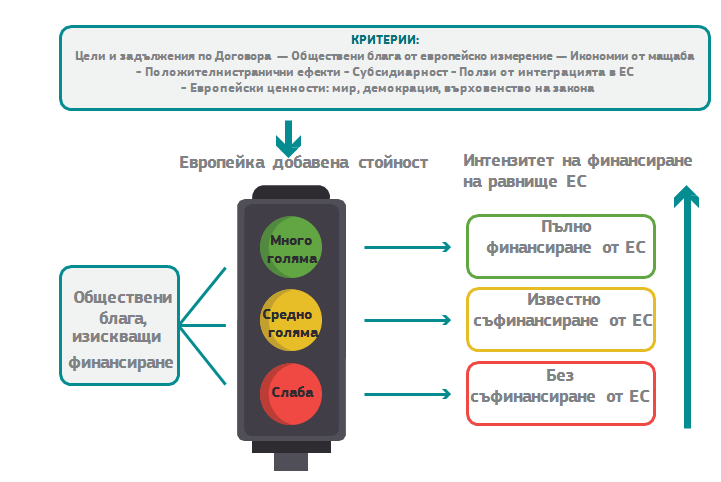 КРИТЕРИИ:
Цели и задължения по Договора — Обществени блага от европейско измерение — Икономии от мащаба
– Положителнистранични ефекти – Субсидиарност – Ползи от интеграцията в ЕС
– Европейски ценности: мир, демокрация, върховенство на закона
Европейка добавена стойност
Интензитет на финансиране
на равнище ЕС
Много
голяма
Пълно
финансиране от ЕС
Обществени
блага,
изискващи
финансиране
Средно
голяма
Известно
съфинансиране от ЕС
Слаба
Без
съфинансиране от ЕС